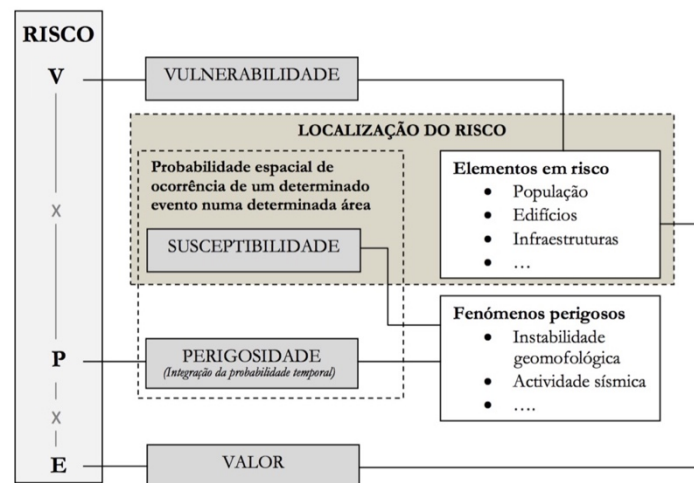 RISCO
V
VULNERABILIDADE
LOCALIZAÇÃO DO RISCO
Probabilidade espacial de
ocorrência de um determinado
evento numa determinada área
Elementos em risco
• População
• Edifícios
• Infraestruturas
• ...
X
SUSCEPTIBILIDADE
Fenómenos perigosos
• Instabilidade
geomofológica
• Actividade sísmica
• ....
P
PERIGOSIDADE
(Integração da probabilidade temporal)
X
E
VALOR